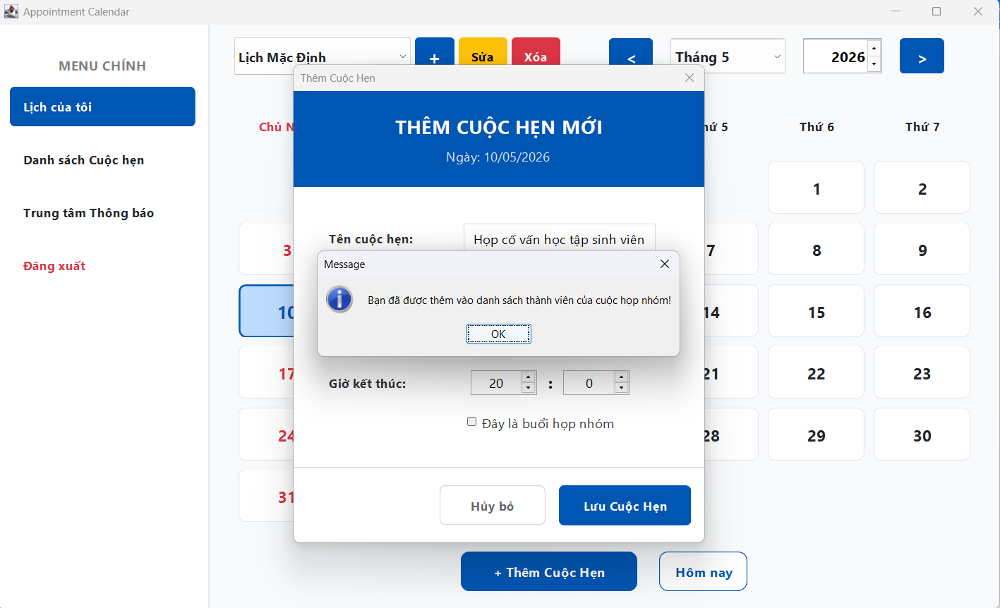 Appointment Calendar
MENU CHÍNH
Lịch của tôi
Danh sách Cuộc hẹn
Trung tâm Thông báo
Đăng xuất
Lịch Mặc Định
+
Sửa
Xóa
<
Tháng 5
2026
>
Chủ N
Thứ 6
Thứ 7
1
2
3
7
8
9
10
14
15
16
17
21
22
23
24
28
29
30
31
Thêm Cuộc Hẹn
THÊM CUỘC HẸN MỚI
Ngày: 10/05/2026
Tên cuộc hẹn:
Họp cố vấn học tập sinh viên
Message
Bạn đã được thêm vào danh sách thành viên của cuộc họp nhóm!
OK
Giờ kết thúc:
20 : 0
Đây là buổi họp nhóm
Hủy bỏ
Lưu Cuộc Hẹn
+ Thêm Cuộc Hẹn
Hôm nay